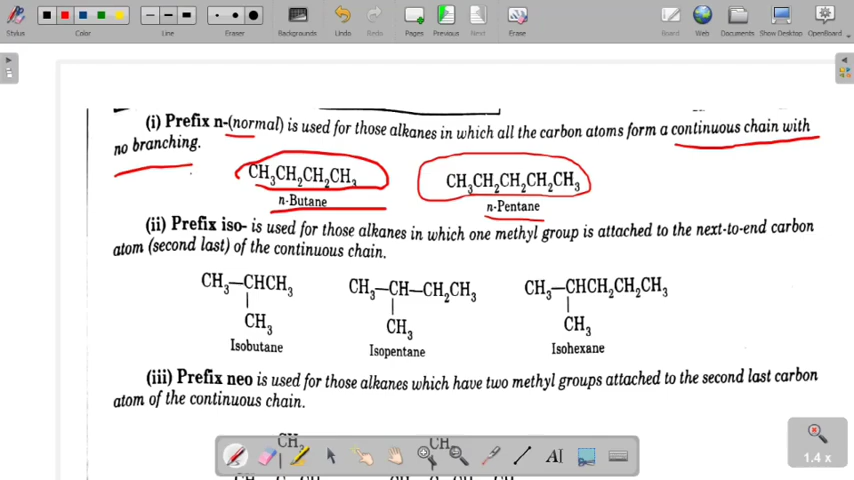 Stylus Color Line Eraser Backgrounds Undo Redo Pages Previous Next Erase Board Web Documents Show Desktop OpenBoard
(i) Prefix n-(normal) is used for those alkanes in which all the carbon atoms form a continuous chain with
no branching.
CH₃CH₂CH₂CH₃ CH₃CH₂CH₂CH₂CH₃
n-Butane n-Pentane
(ii) Prefix iso- is used for those alkanes in which one methyl group is attached to the next-to-end carbon
atom (second last) of the continuous chain.
CH₃—CHCH₃ CH₃—CH—CH₂CH₃ CH₃—CHCH₂CH₂CH₃
CH₃ CH₃ CH₃
Isobutane Isopentane Isohexane
(iii) Prefix neo is used for those alkanes which have two methyl groups attached to the second last carbon
atom of the continuous chain.
CH₃ CH₃
AI
1.4 x